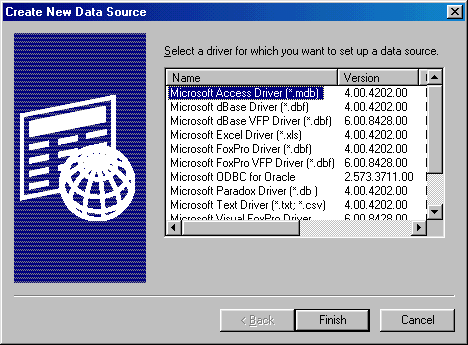 Create New Data Source
Select a driver for which you want to set up a data source.
Name Version
Microsoft Access Driver (*.mdb) 4.00.4202.00
Microsoft dBase Driver (*.dbf) 4.00.4202.00
Microsoft dBase VFP Driver (*.dbf) 6.00.8428.00
Microsoft Excel Driver (*.xls) 4.00.4202.00
Microsoft FoxPro Driver (*.dbf) 4.00.4202.00
Microsoft FoxPro VFP Driver (*.dbf) 6.00.8428.00
Microsoft ODBC for Oracle 2.573.3711.00
Microsoft Paradox Driver (*.db ) 4.00.4202.00
Microsoft Text Driver (*.txt; *.csv) 4.00.4202.00
Microsoft Visual FoxPro Driver 6.00.8428.00
< Back Finish Cancel